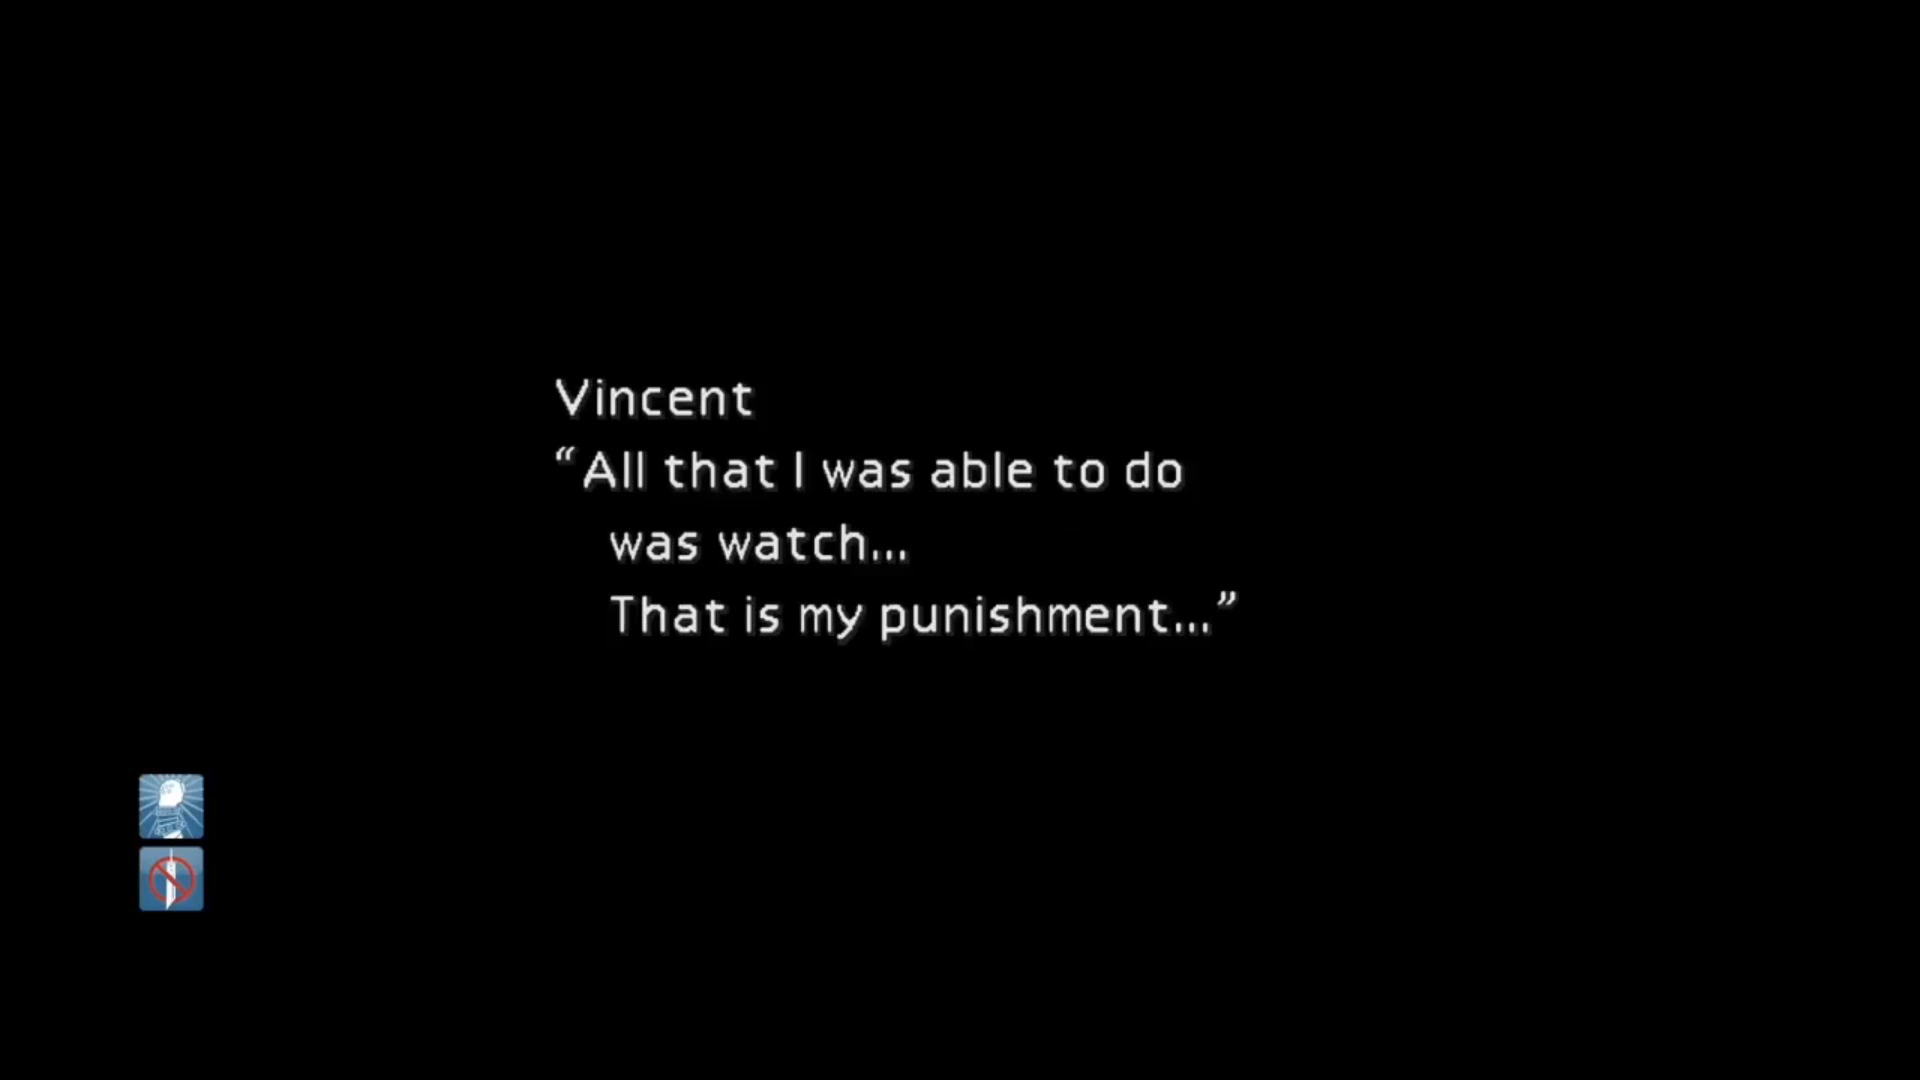 Vincent
“All that I was able to do
was watch...
That is my punishment...”